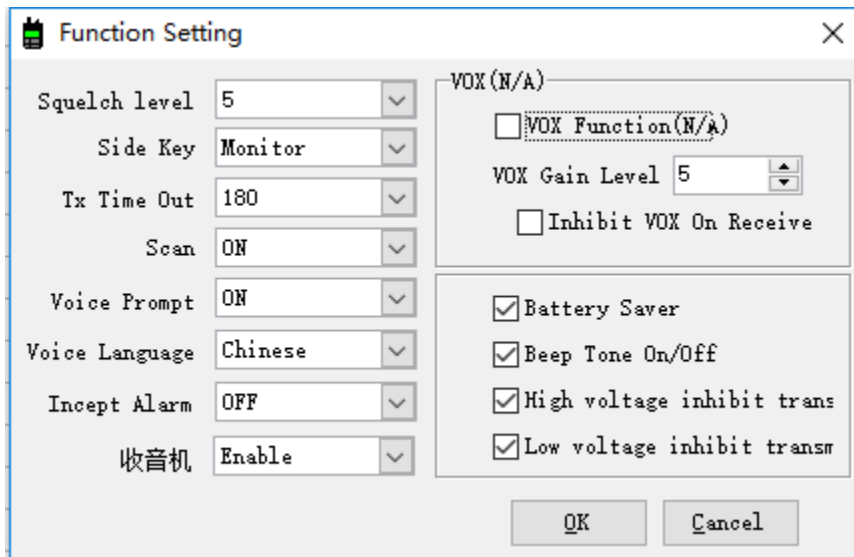 Function Setting
Squelch level 5
Side Key Monitor
Tx Time Out 180
Scan ON
Voice Prompt ON
Voice Language Chinese
Incept Alarm OFF
收音机 Enable
VOX(N/A)
VOX Function(N/A)
VOX Gain Level 5
Inhibit VOX On Receive
Battery Saver
Beep Tone On/Off
High voltage inhibit trans
Low voltage inhibit transm
OK Cancel